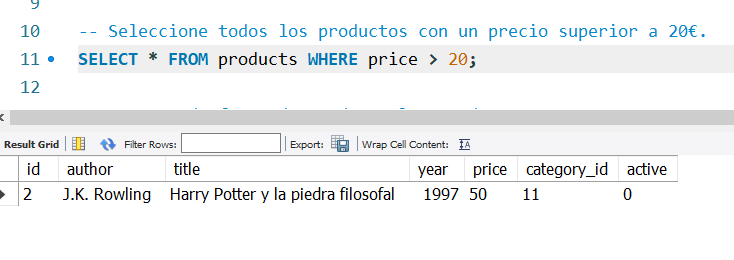 9
10 -- Seleccione todos los productos con un precio superior a 20€.
11 SELECT * FROM products WHERE price > 20;
12
Result Grid Filter Rows: Export: Wrap Cell Content: IA
id author title year price category_id active
2 J.K. Rowling Harry Potter y la piedra filosofal 1997 50 11 0